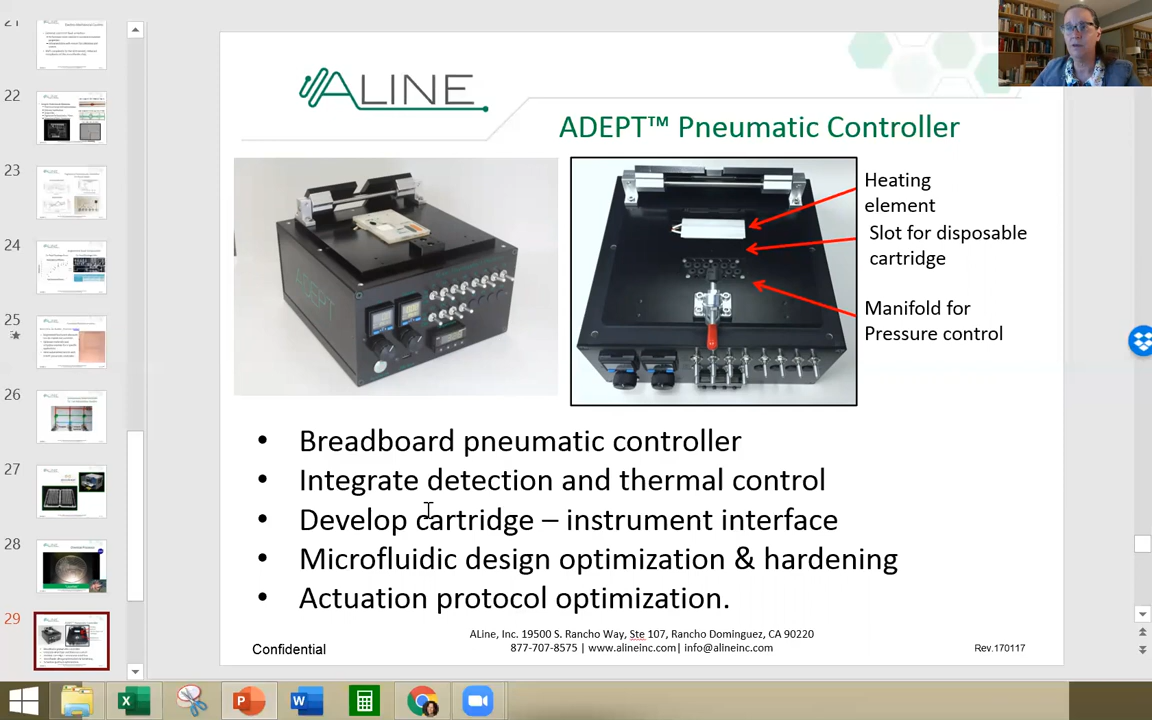 21
22
23
24
25
26
27
28
29
ALINE
ADEPT™ Pneumatic Controller
ADEPT
Heating
element
Slot for disposable
cartridge
Manifold for
Pressure control
• Breadboard pneumatic controller
• Integrate detection and thermal control
• Develop cartridge – instrument interface
• Microfluidic design optimization & hardening
• Actuation protocol optimization.
ALine, Inc. 19500 S. Rancho Way, Ste 107, Rancho Dominguez, CA 90220
877-707-8575 | www.alineinc.com| info@alineinc.com
Confidential
Rev.170117